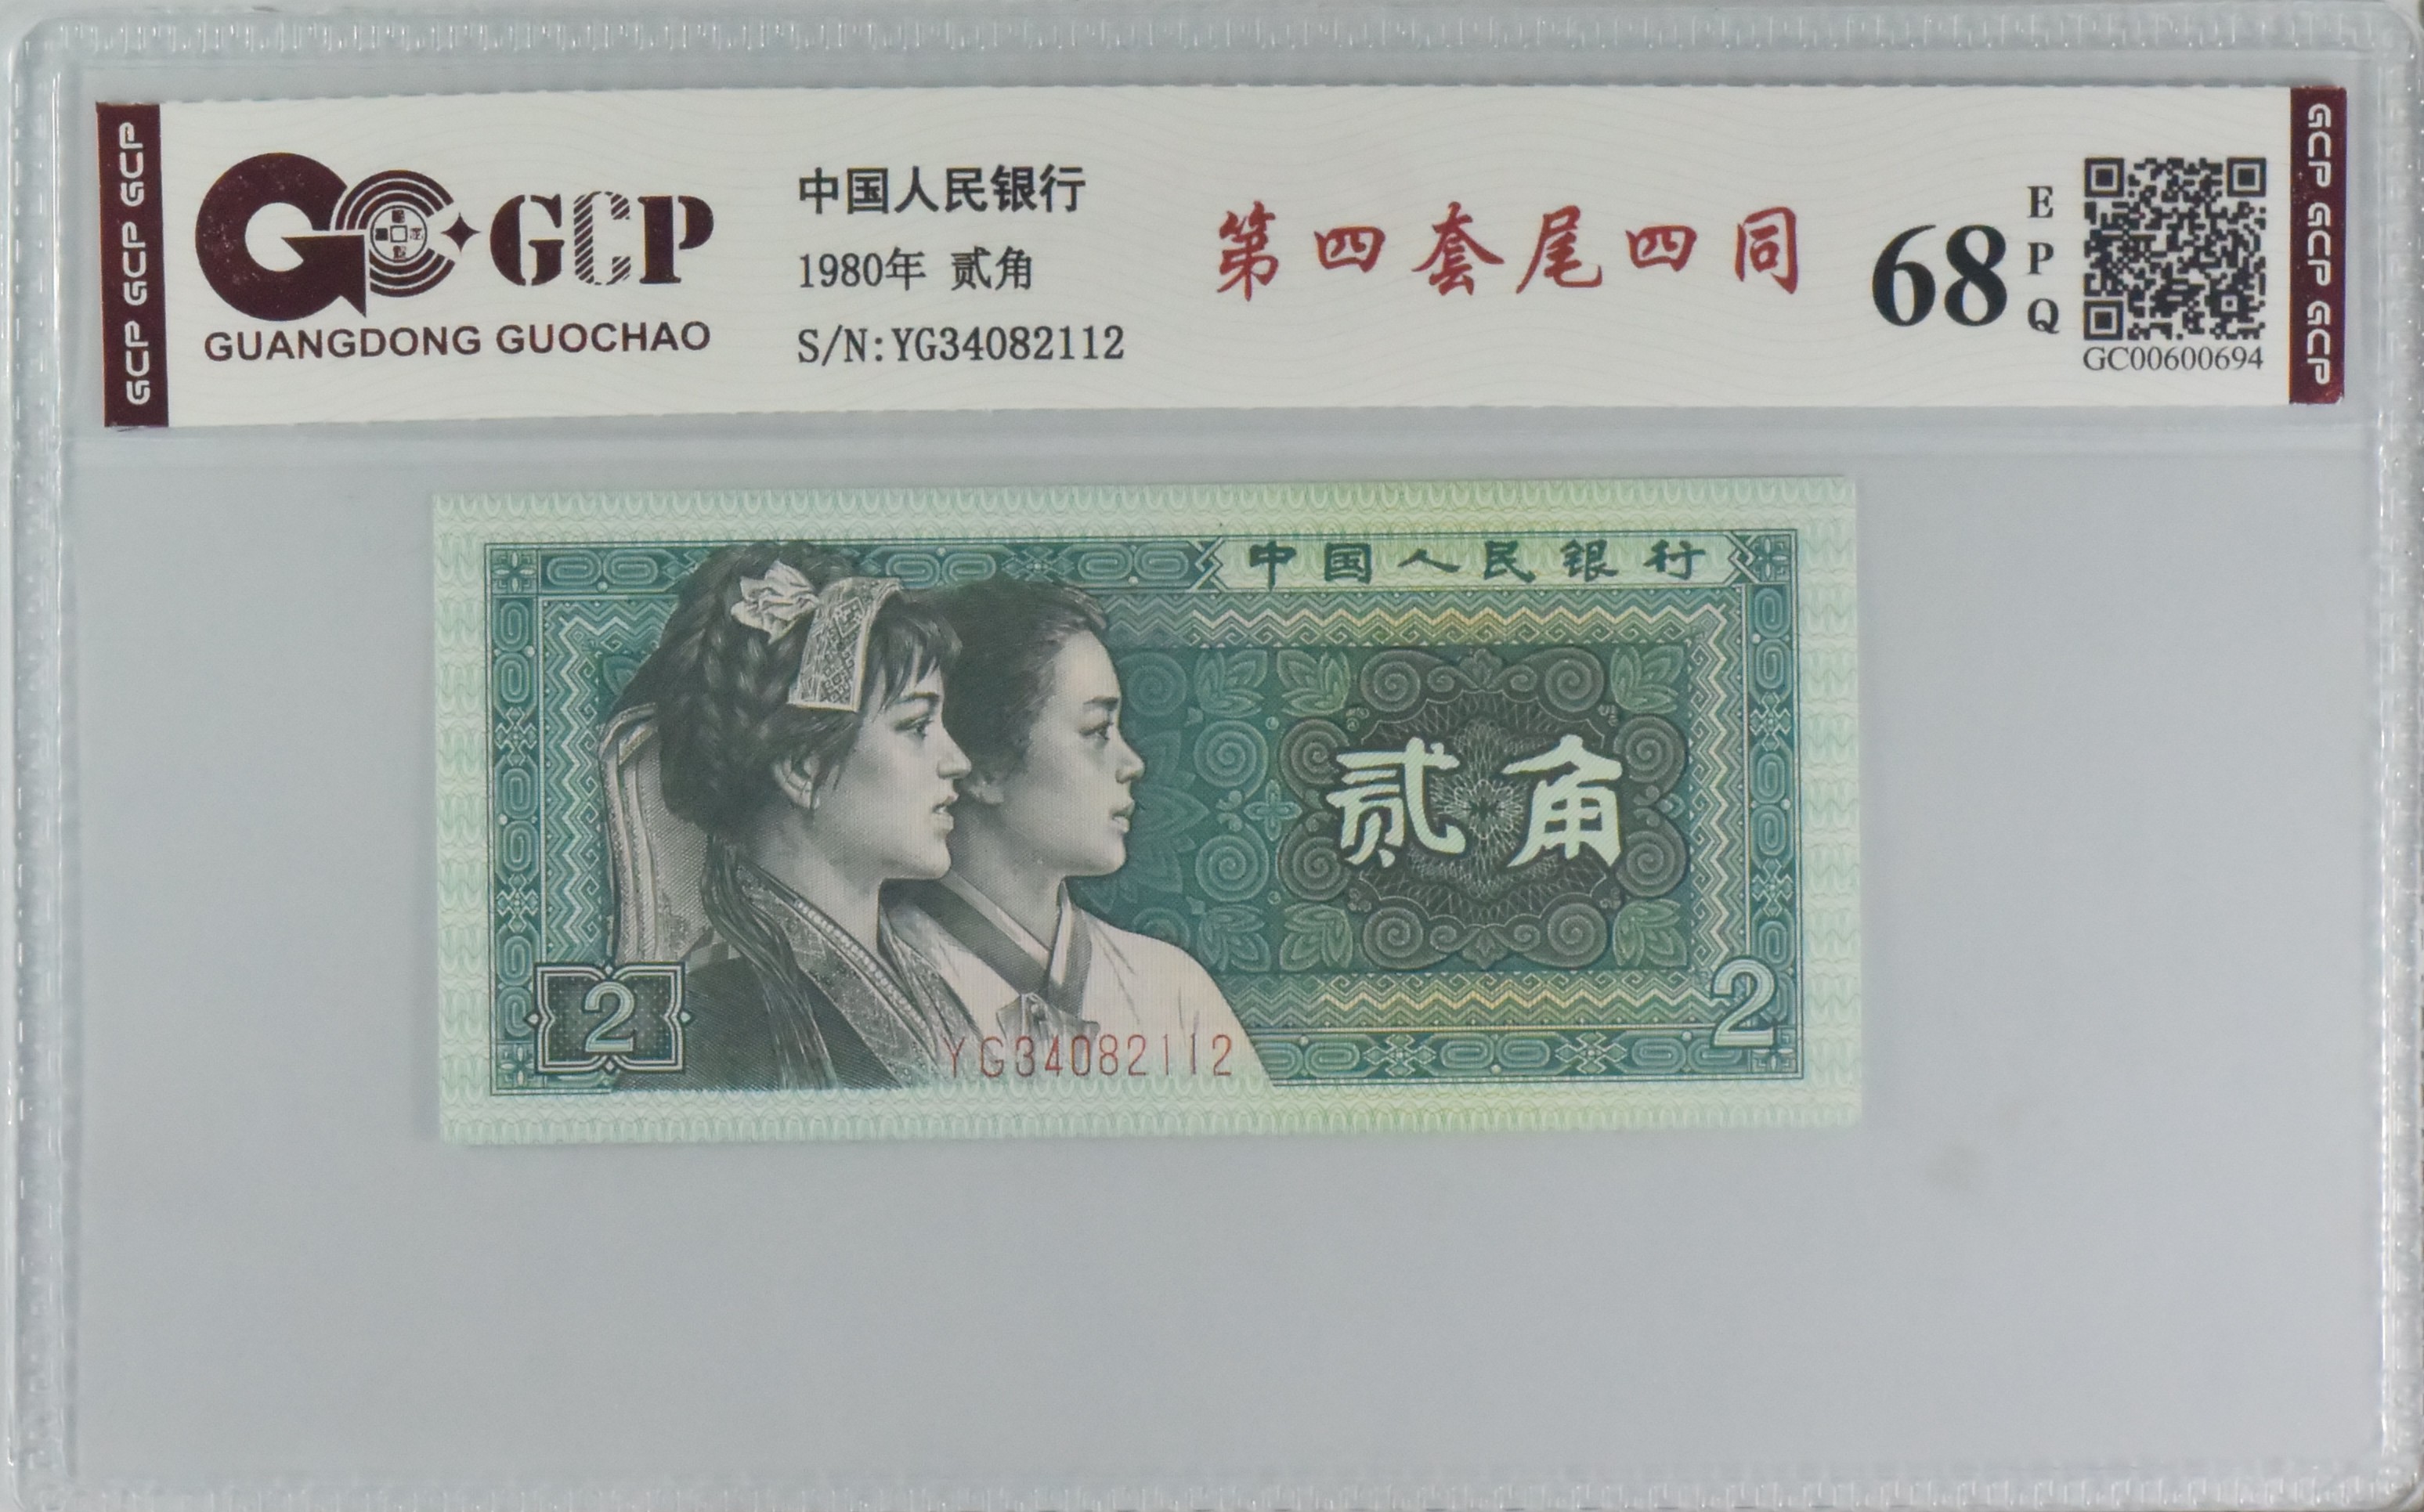 GCP GCP GCP
GCP
GUANGDONG GUOCHAO
中国人民银行
1980年 贰角
S/N:YG34082112
第四套尾四同
68
EPQ
GC00600694
GCP GCP GCP
中国人民银行
贰角
2
2
YG34082112